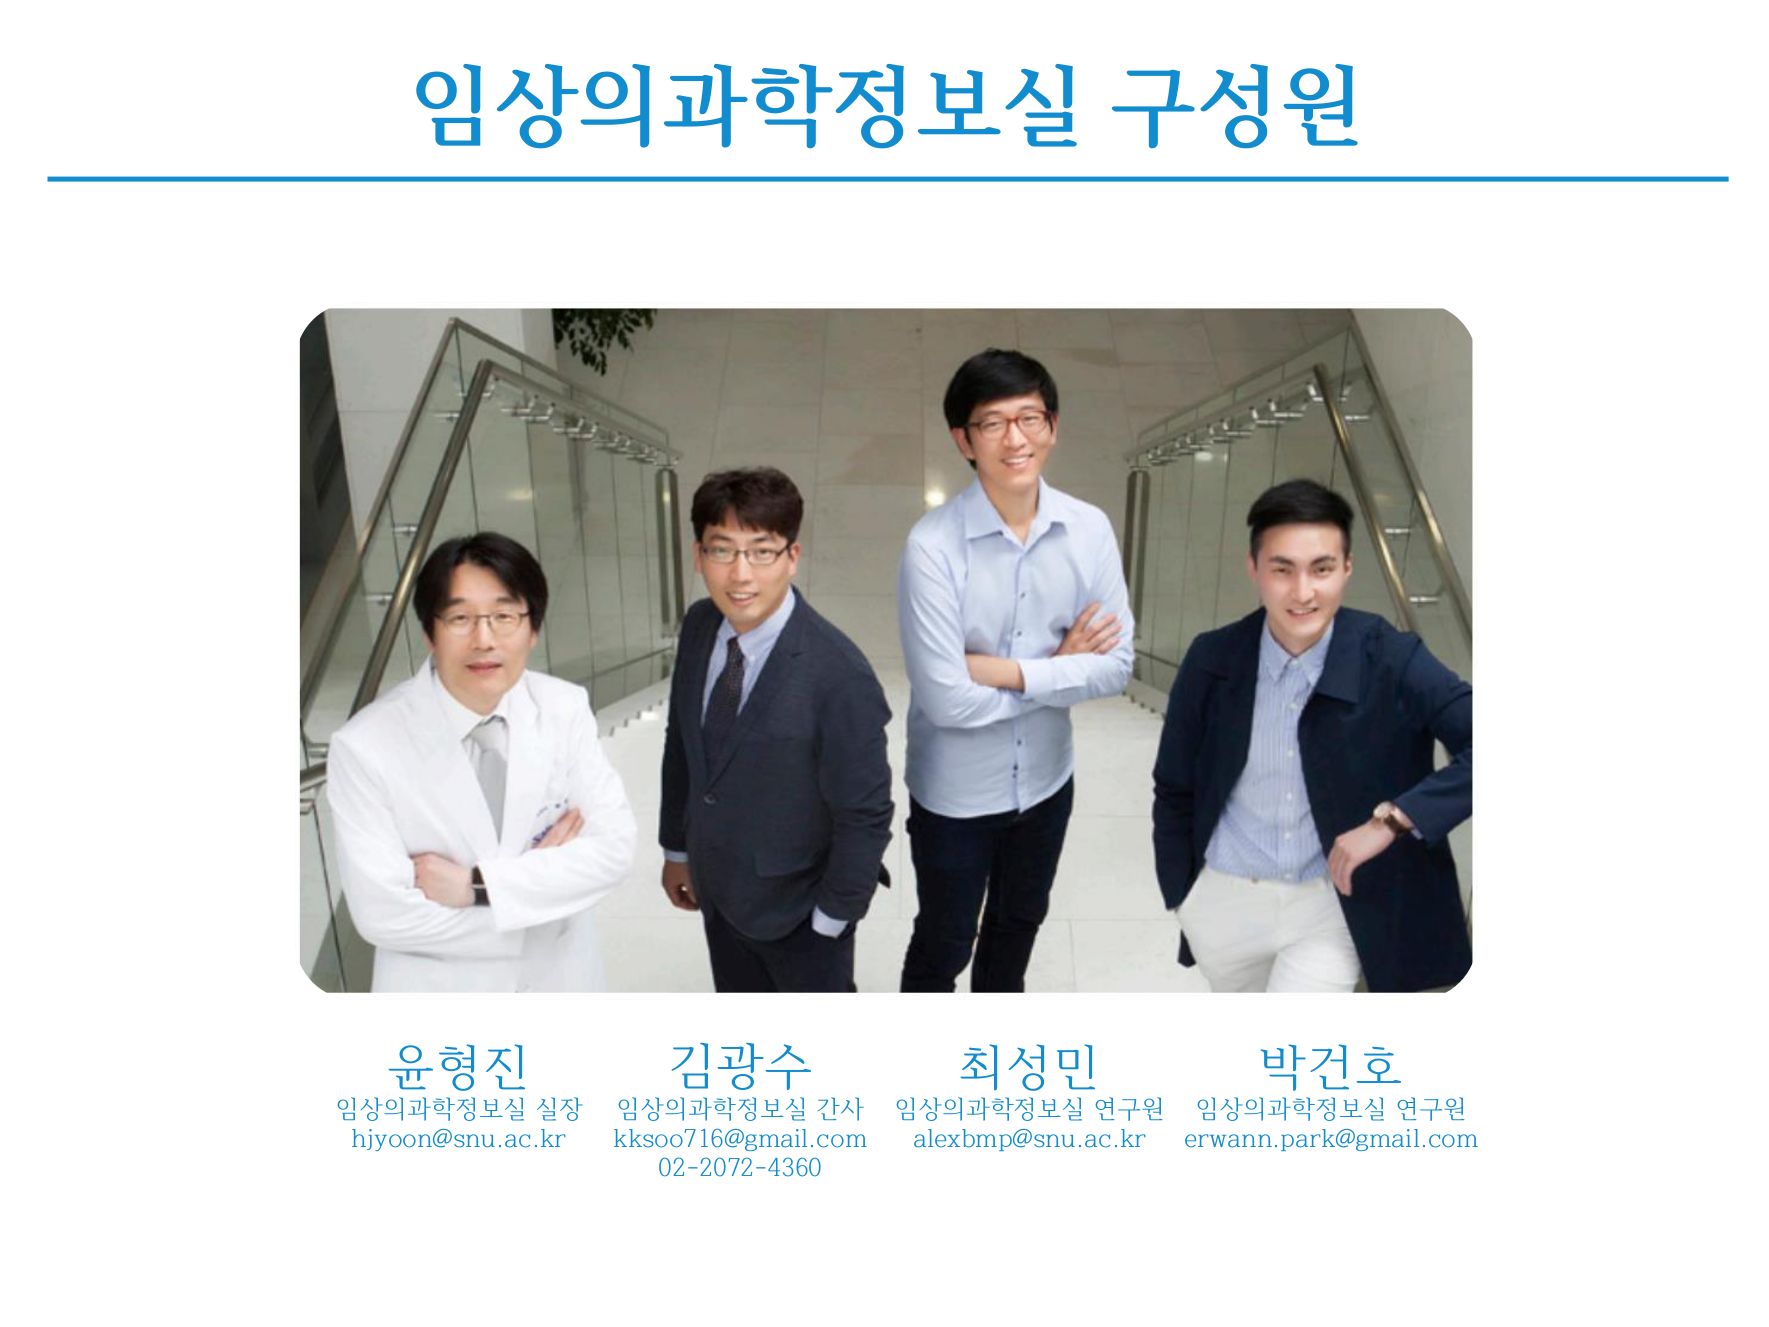 임상의과학정보실 구성원
윤형진
임상의과학정보실 실장
hjyoon@snu.ac.kr
김광수
임상의과학정보실 간사
kksoo716@gmail.com
02-2072-4360
최성민
임상의과학정보실 연구원
alexbmp@snu.ac.kr
박건호
임상의과학정보실 연구원
erwann.park@gmail.com